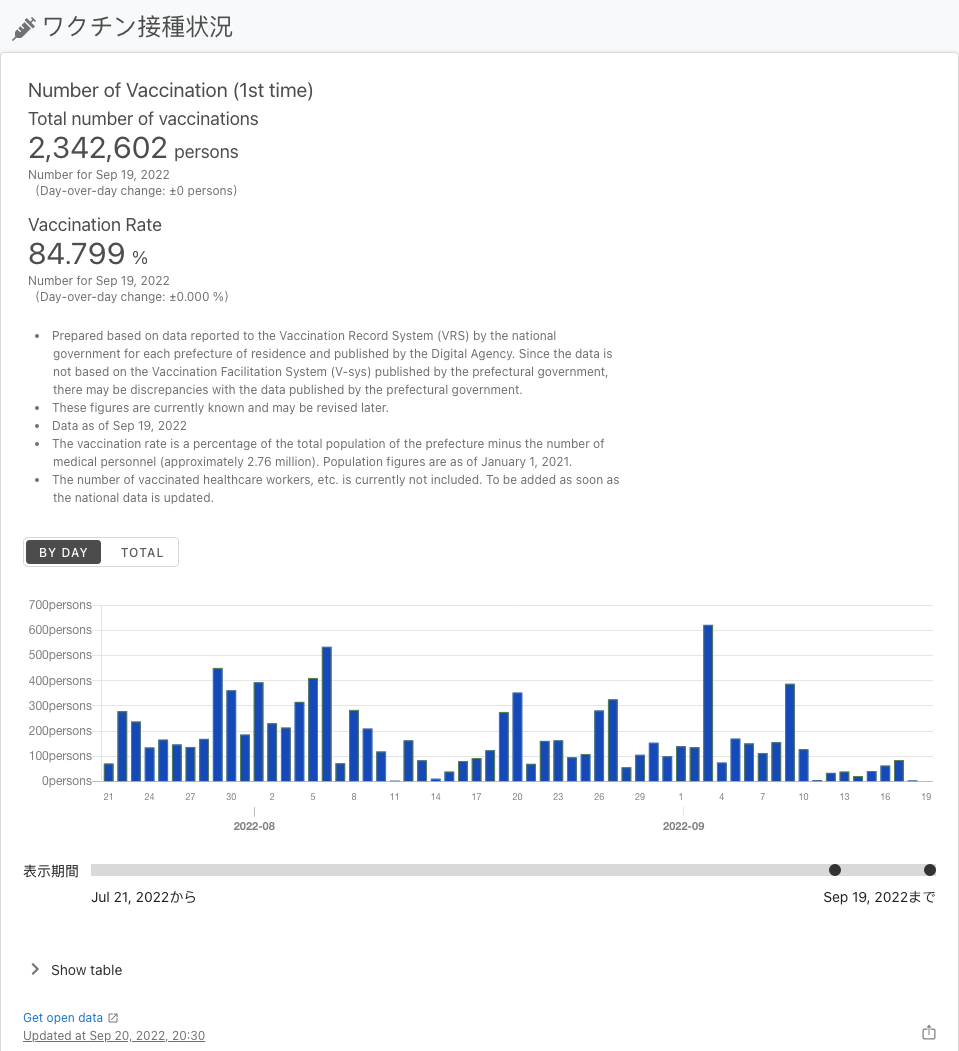 ワクチン接種状況
Number of Vaccination (1st time)
Total number of vaccinations
2,342,602 persons
Number for Sep 19, 2022
(Day-over-day change: ±0 persons)
Vaccination Rate
84.799 %
Number for Sep 19, 2022
(Day-over-day change: ±0.000 %)
• Prepared based on data reported to the Vaccination Record System (VRS) by the national
government for each prefecture of residence and published by the Digital Agency. Since the data is
not based on the Vaccination Facilitation System (V-sys) published by the prefectural government,
there may be discrepancies with the data published by the prefectural government.
• These figures are currently known and may be revised later.
• Data as of Sep 19, 2022
• The vaccination rate is a percentage of the total population of the prefecture minus the number of
medical personnel (approximately 2.76 million). Population figures are as of January 1, 2021.
• The number of vaccinated healthcare workers, etc. is currently not included. To be added as soon as
the national data is updated.
BY DAY TOTAL
700persons
600persons
500persons
400persons
300persons
200persons
100persons
0persons
21 24 27 30 2 5 8 11 14 17 20 23 26 29 1 4 7 10 13 16 19
2022-08 2022-09
表示期間
Jul 21, 2022から Sep 19, 2022まで
Show table
Get open data
Updated at Sep 20, 2022, 20:30